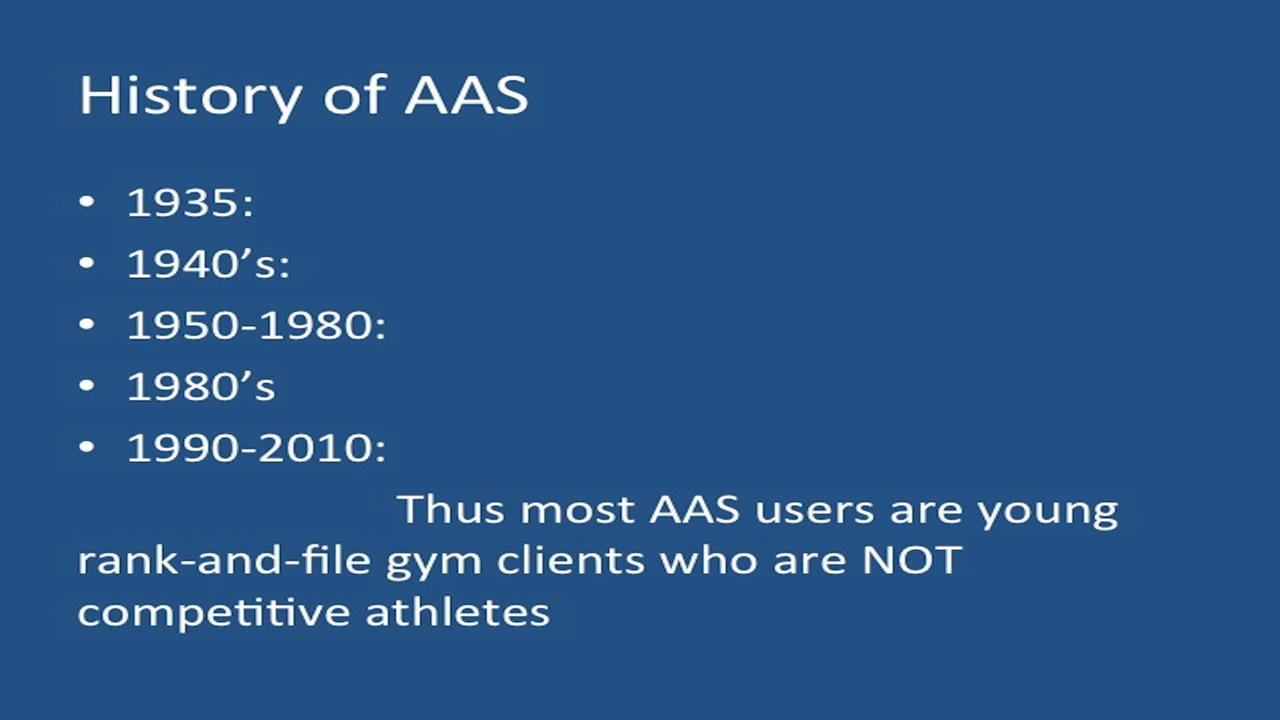 History of AAS
• 1935:
• 1940’s:
• 1950-1980:
• 1980’s
• 1990-2010:
Thus most AAS users are young
rank-and-file gym clients who are NOT
competitive athletes